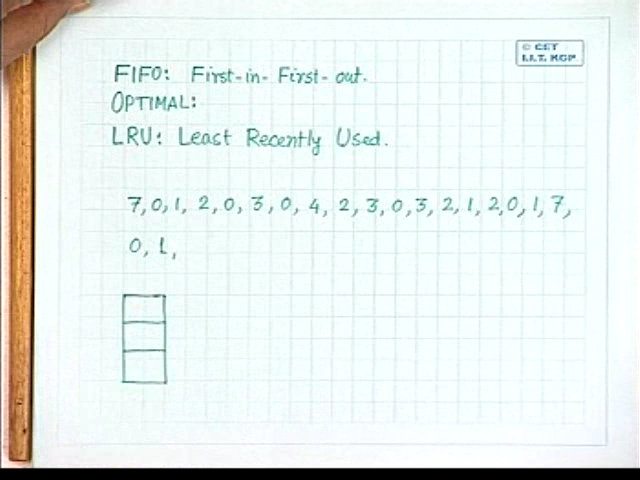 © CET
I.I.T. KGP
FIFO: First-in-First-out.
OPTIMAL:
LRU: Least Recently Used.
7, 0, 1, 2, 0, 3, 0, 4, 2, 3, 0, 3, 2, 1, 2, 0, 1, 7,
0, 1,